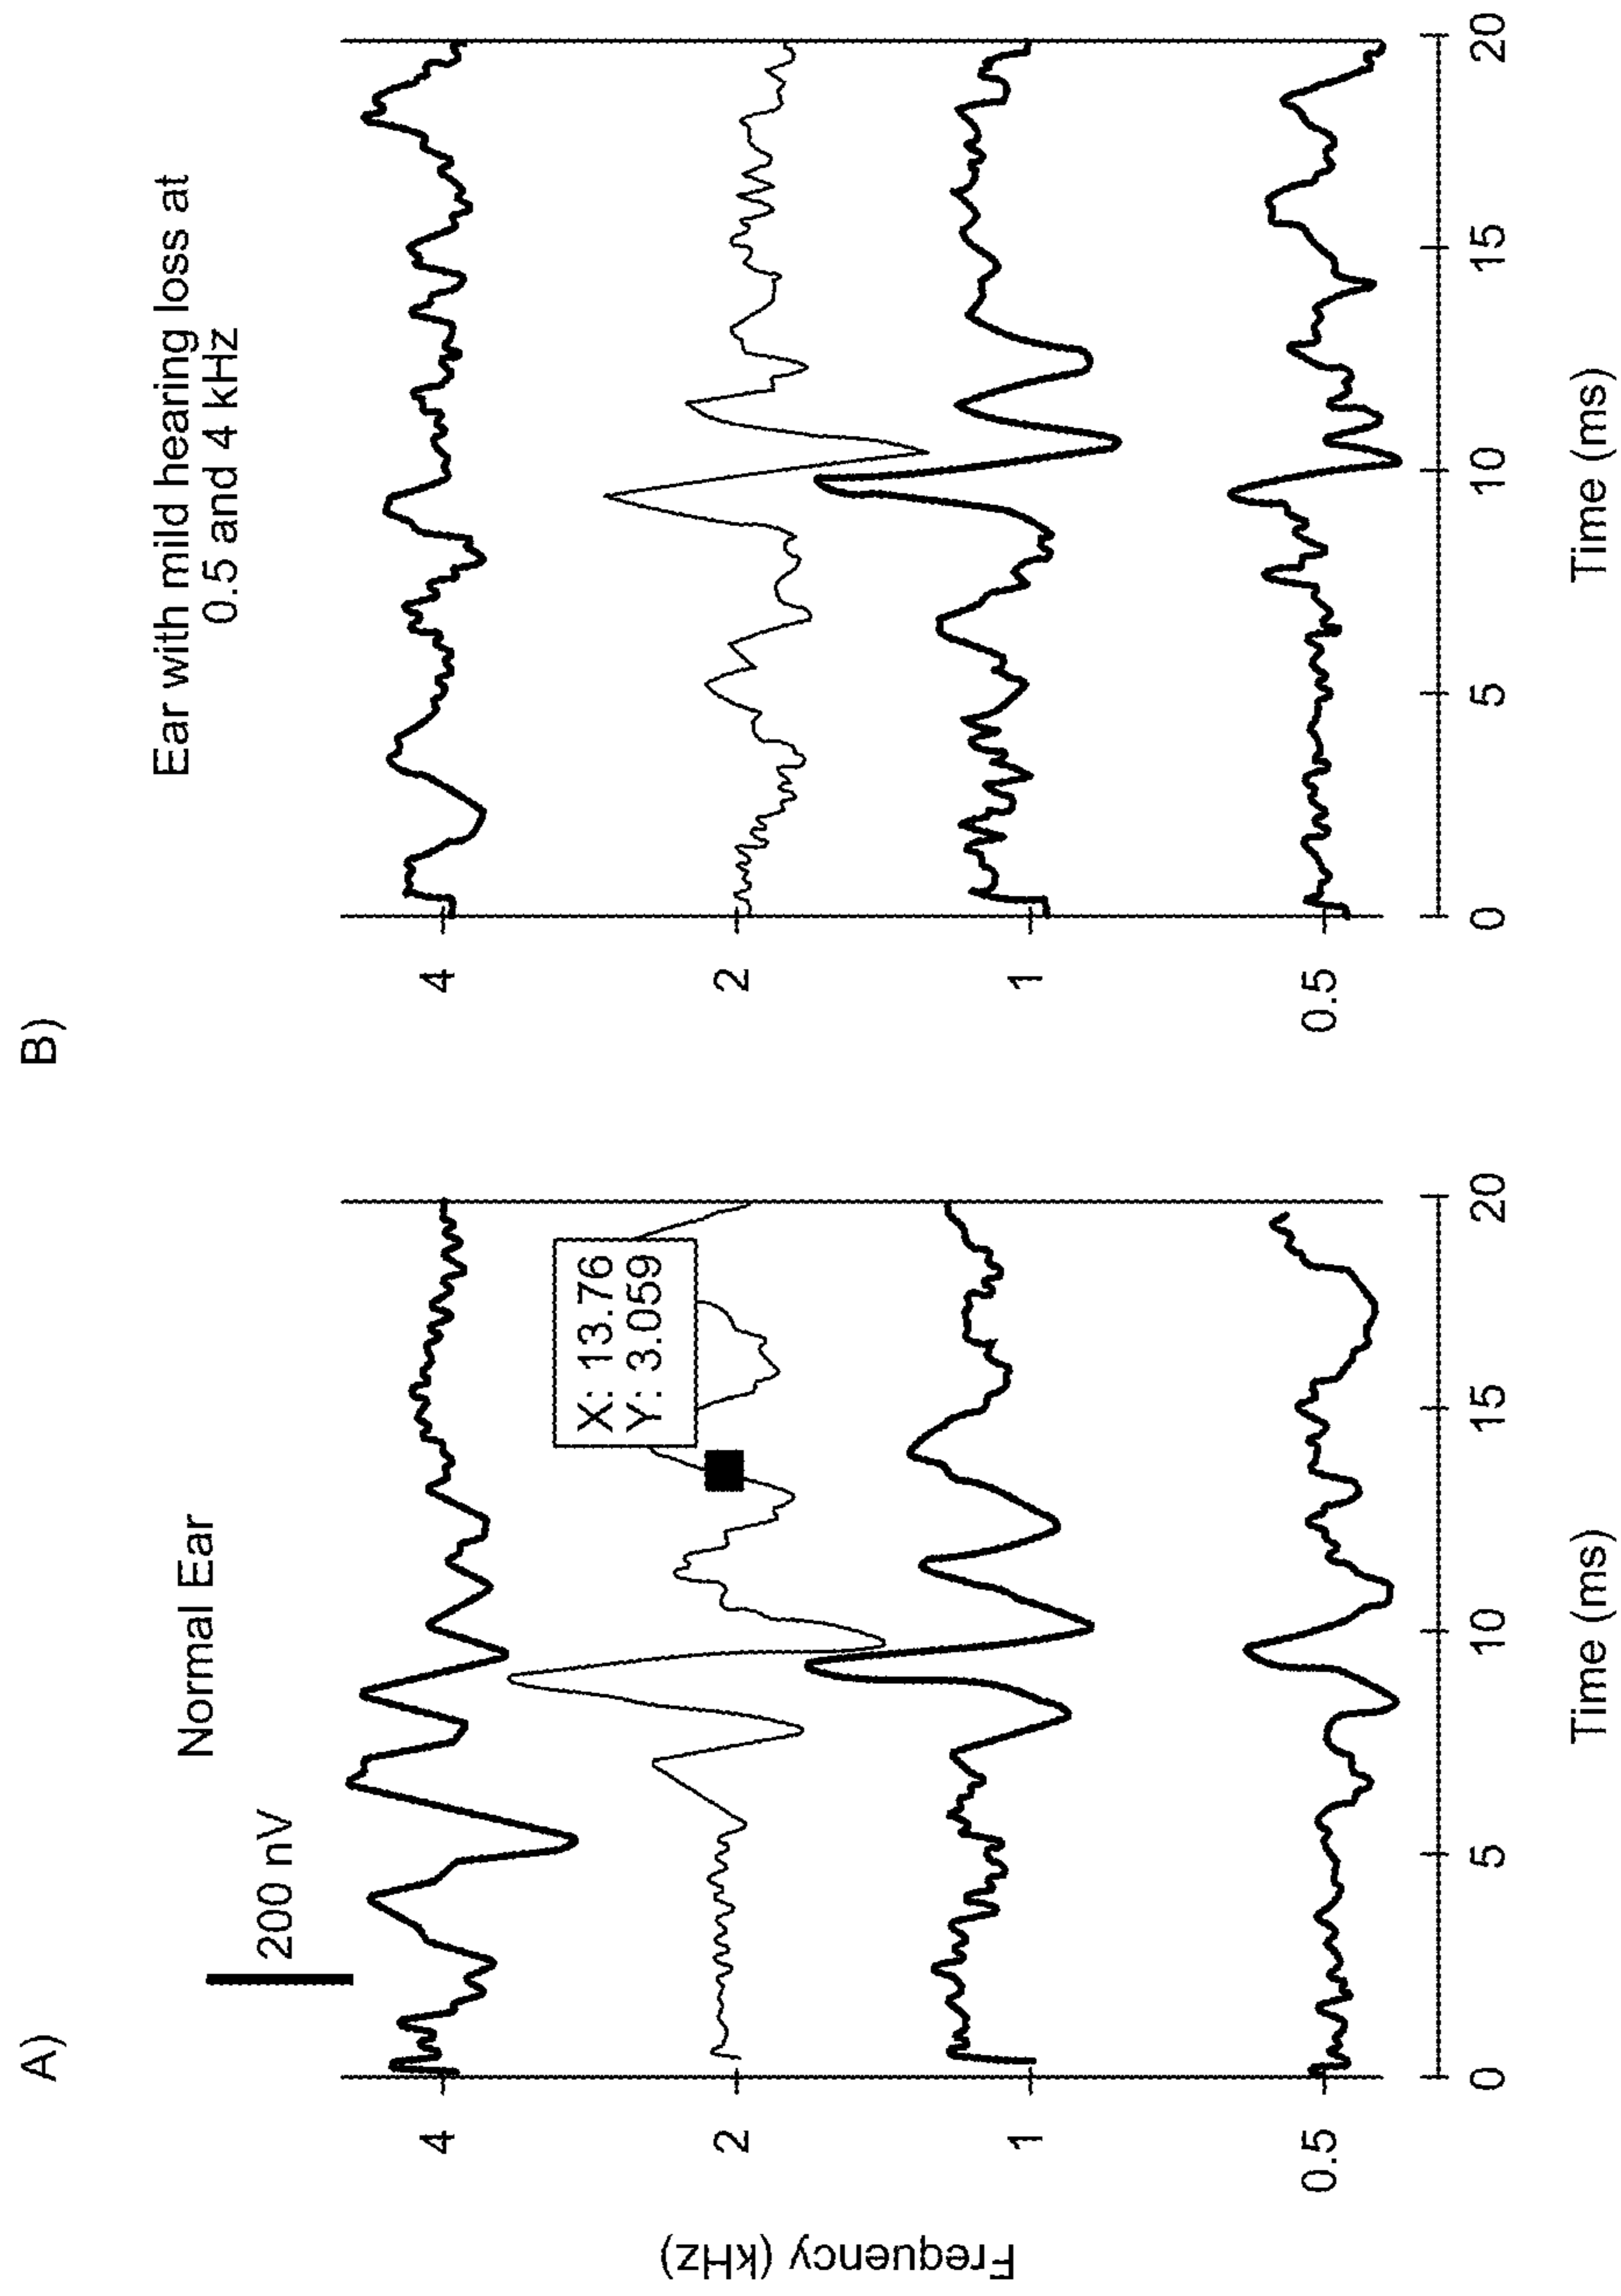 A)
Normal Ear
200 nV
X: 13.76
Y: 3.059
Frequency (kHz)
4
2
1
0.5
0 5 10 15 20
Time (ms)
B)
Ear with mild hearing loss at
0.5 and 4 kHz
4
2
1
0.5
0 5 10 15 20
Time (ms)